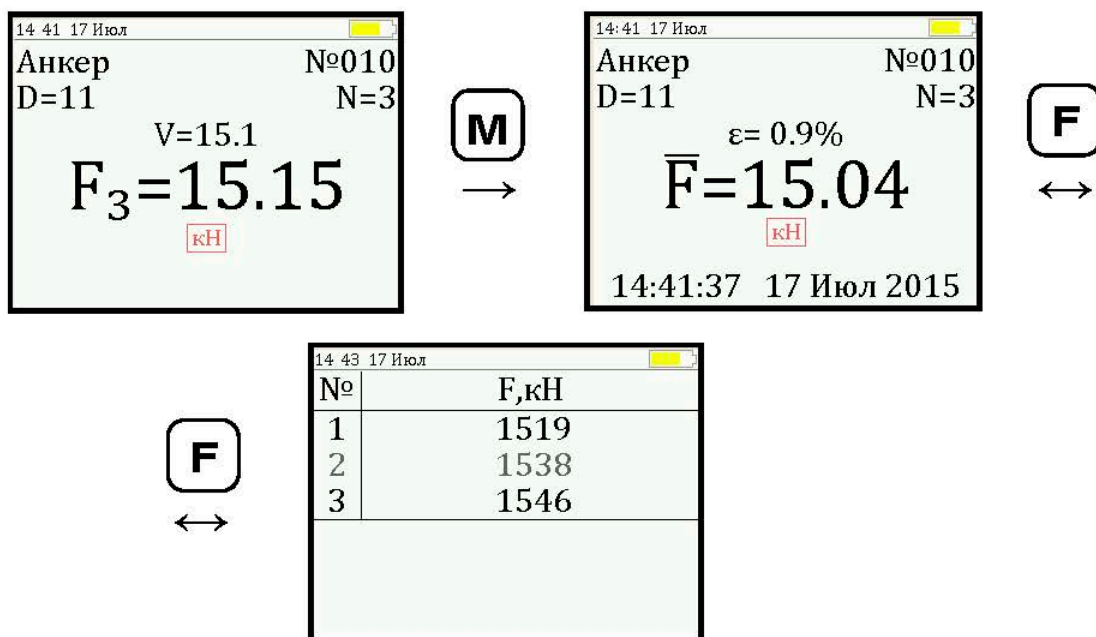 14 41 17 Июл
Анкер №010
D=11 N=3
V=15.1
F₃=15.15
кН
M
→
14:41 17 Июл
Анкер №010
D=11 N=3
ε= 0.9%
F̅=15.04
кН
14:41:37 17 Июл 2015
F
↔
F
↔
14 43 17 Июл
№ F,кН
1 1519
2 1538
3 1546